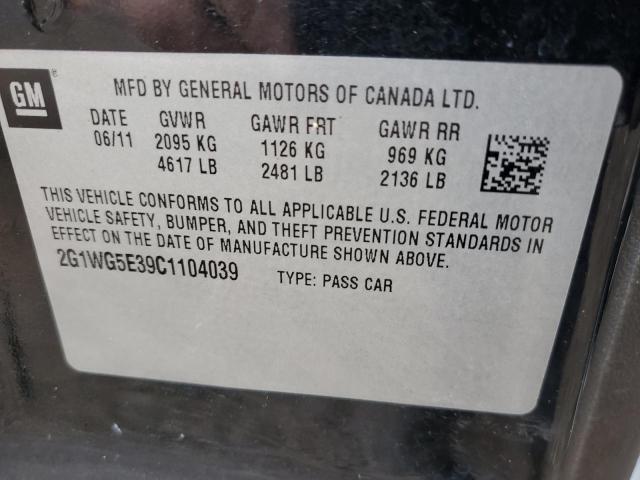 GM ®
MFD BY GENERAL MOTORS OF CANADA LTD.
DATE GVWR GAWR FRT GAWR RR
06/11 2095 KG 1126 KG 969 KG
4617 LB 2481 LB 2136 LB
THIS VEHICLE CONFORMS TO ALL APPLICABLE U.S. FEDERAL MOTOR
VEHICLE SAFETY, BUMPER, AND THEFT PREVENTION STANDARDS IN
EFFECT ON THE DATE OF MANUFACTURE SHOWN ABOVE.
2G1WG5E39C1104039 TYPE: PASS CAR